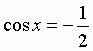 cos x = -1/2